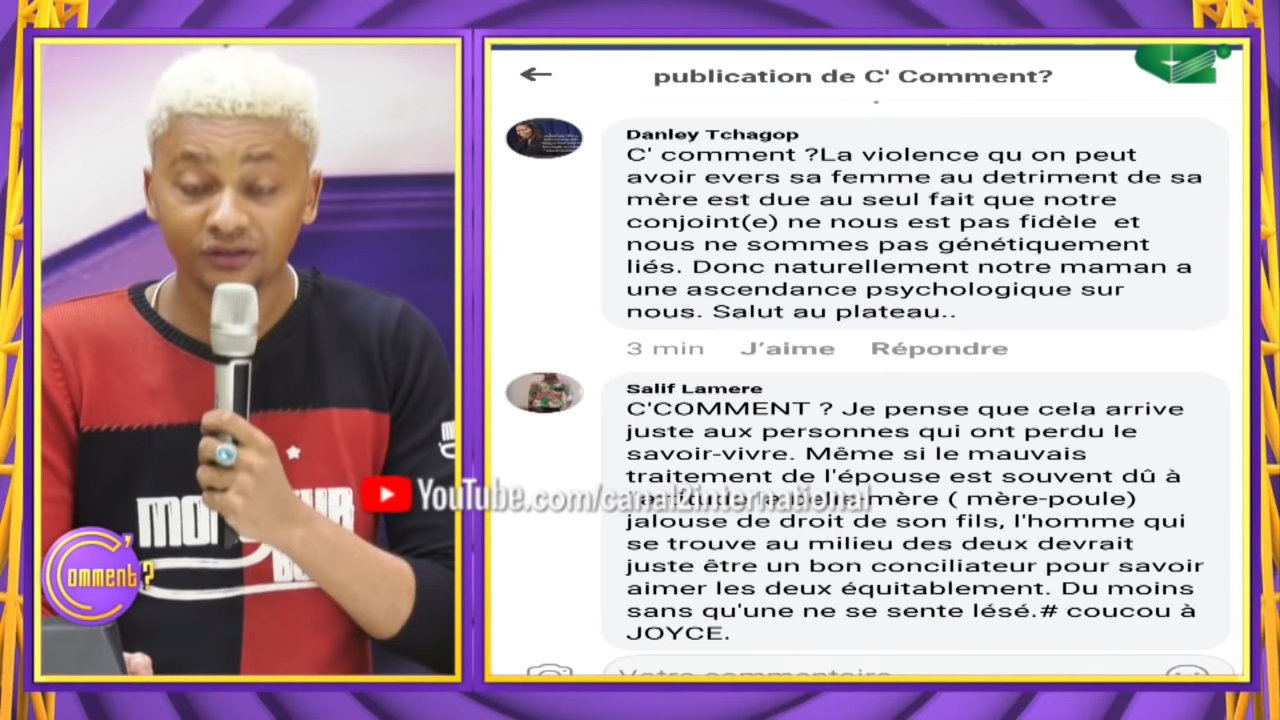 publication de C' Comment?
Danley Tchagop
C' comment ?La violence qu on peut
avoir evers sa femme au detriment de sa
mère est due au seul fait que notre
conjoint(e) ne nous est pas fidèle et
nous ne sommes pas génétiquement
liés. Donc naturellement notre maman a
une ascendance psychologique sur
nous. Salut au plateau..
3 min J'aime Répondre
Salif Lamere
C'COMMENT ? Je pense que cela arrive
juste aux personnes qui ont perdu le
savoir-vivre. Même si le mauvais
traitement de l'épouse est souvent dû à
mère ( mère-poule)
jalouse de droit de son fils, l'homme qui
se trouve au milieu des deux devrait
juste être un bon conciliateur pour savoir
aimer les deux équitablement. Du moins
sans qu'une ne se sente lésé.# coucou à
JOYCE.
Votre commentaire
YouTube.com/canal2international
C'omment ?